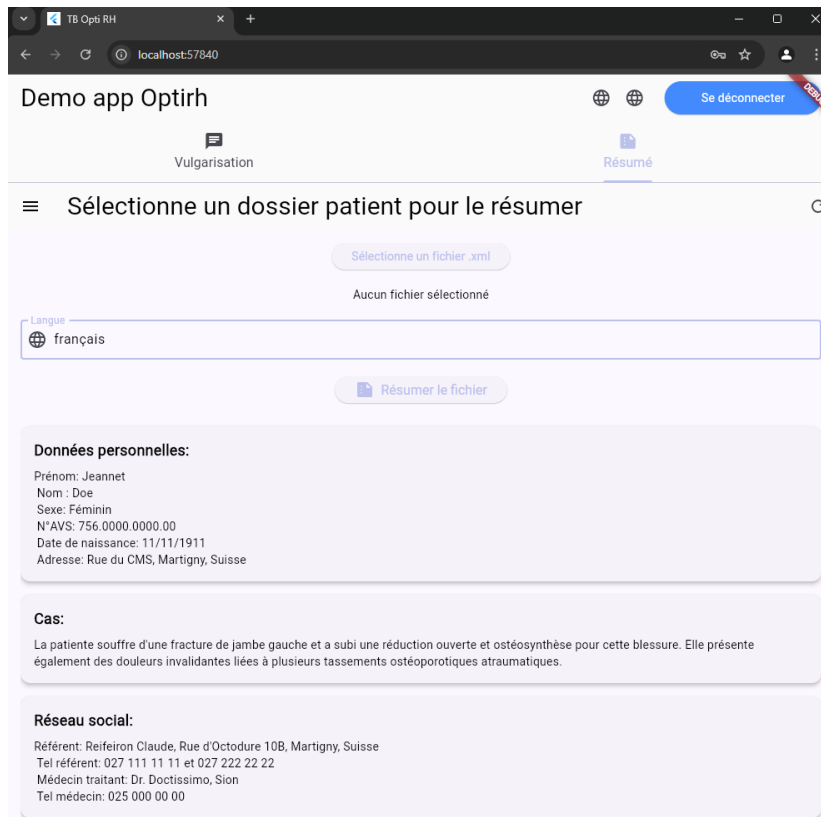 TB Opti RH
localhost:57840
Demo app Optirh
Se déconnecter
DEBU
Vulgarisation
Résumé
Sélectionne un dossier patient pour le résumer
Sélectionne un fichier .xml
Aucun fichier sélectionné
Langue
français
Résumer le fichier
Données personnelles:
Prénom: Jeannet
Nom : Doe
Sexe: Féminin
N°AVS: 756.0000.0000.00
Date de naissance: 11/11/1911
Adresse: Rue du CMS, Martigny, Suisse
Cas:
La patiente souffre d'une fracture de jambe gauche et a subi une réduction ouverte et ostéosynthèse pour cette blessure. Elle présente
également des douleurs invalidantes liées à plusieurs tassements ostéoporotiques atraumatiques.
Réseau social:
Référent: Reifeiron Claude, Rue d'Octodure 10B, Martigny, Suisse
Tel référent: 027 111 11 11 et 027 222 22 22
Médecin traitant: Dr. Doctissimo, Sion
Tel médecin: 025 000 00 00